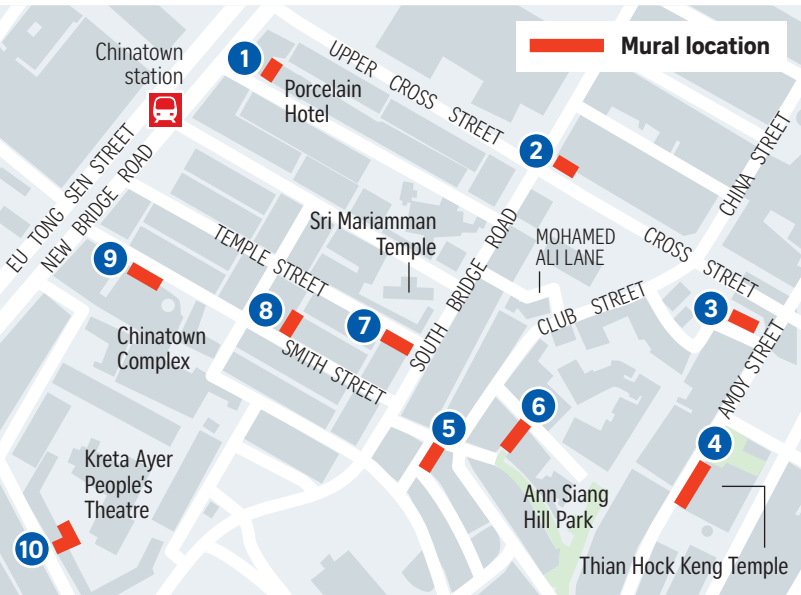 Mural location
Chinatown
station
1
Porcelain
Hotel
UPPER CROSS STREET
2
CHINA STREET
EU TONG SEN STREET
NEW BRIDGE ROAD
Sri Mariamman
Temple
SOUTH BRIDGE ROAD
MOHAMED
ALI LANE
CROSS STREET
TEMPLE STREET
9
8
7
CLUB STREET
3
Chinatown
Complex
SMITH STREET
AMOY STREET
5
6
4
Kreta Ayer
People's
Theatre
Ann Siang
Hill Park
10
Thian Hock Keng Temple